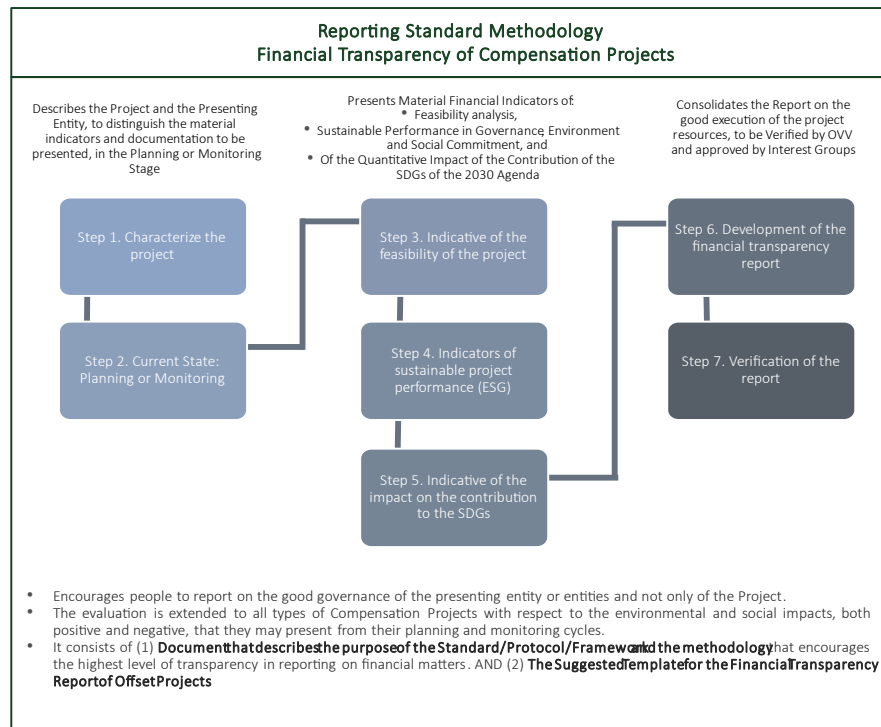 Reporting Standard Methodology
Financial Transparency of Compensation Projects
Describes the Project and the Presenting
Entity, to distinguish the material
indicators and documentation to be
presented, in the Planning or Monitoring
Stage
Step 1. Characterize the
project
Step 2. Current State:
Planning or Monitoring
Presents Material Financial Indicators of:
• Feasibility analysis,
• Sustainable Performance in Governance, Environment
and Social Commitment, and
• Of the Quantitative Impact of the Contribution of the
SDGs of the 2030 Agenda
Step 3. Indicative of the
feasibility of the project
Step 4. Indicators of
sustainable project
performance (ESG)
Step 5. Indicative of the
impact on the contribution
to the SDGs
Consolidates the Report on the
good execution of the project
resources, to be Verified by OVV
and approved by Interest Groups
Step 6. Development of the
financial transparency
report
Step 7. Verification of the
report
• Encourages people to report on the good governance of the presenting entity or entities and not only of the Project.
• The evaluation is extended to all types of Compensation Projects with respect to the environmental and social impacts, both
positive and negative, that they may present from their planning and monitoring cycles.
• It consists of (1) Document that describes the purpose of the Standard/Protocol/Framework and the methodology that encourages
the highest level of transparency in reporting on financial matters. AND (2) The Suggested Template for the Financial Transparency
Report of Offset Projects